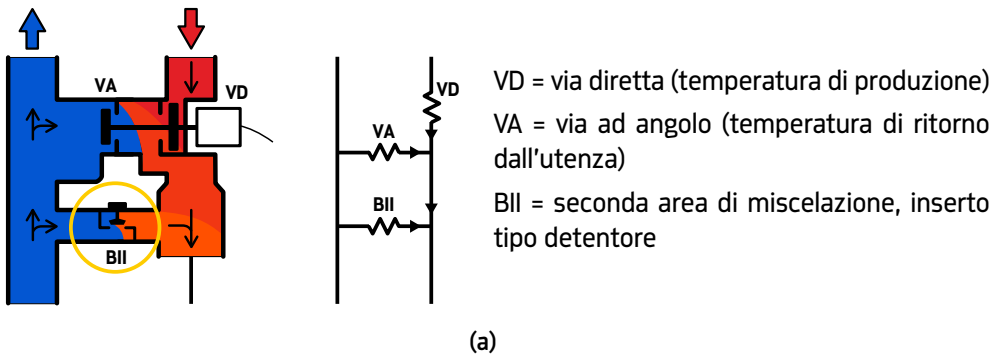 VA
VD
BII
VD
VA
BII
VD = via diretta (temperatura di produzione)
VA = via ad angolo (temperatura di ritorno
dall'utenza)
BII = seconda area di miscelazione, inserto
tipo detentore
(a)